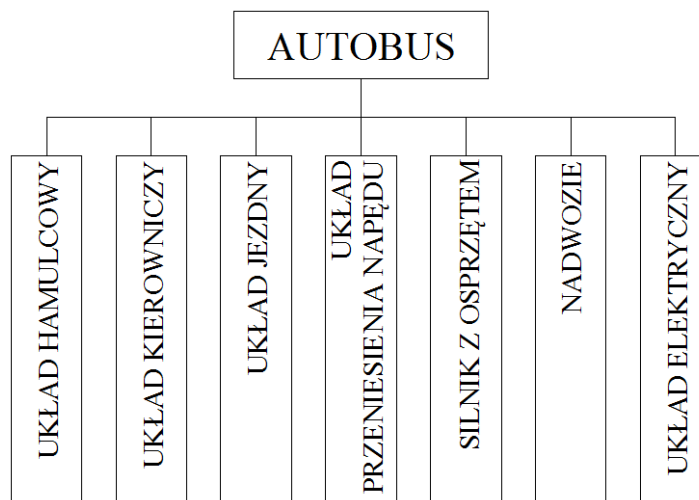 AUTOBUS
UKŁAD HAMULCOWY
UKŁAD KIEROWNICZY
UKŁAD JEZDNY
UKŁAD
PRZENIESIENIA NAPĘDU
SILNIK Z OSPRZĘTEM
NADWOZIE
UKŁAD ELEKTRYCZNY